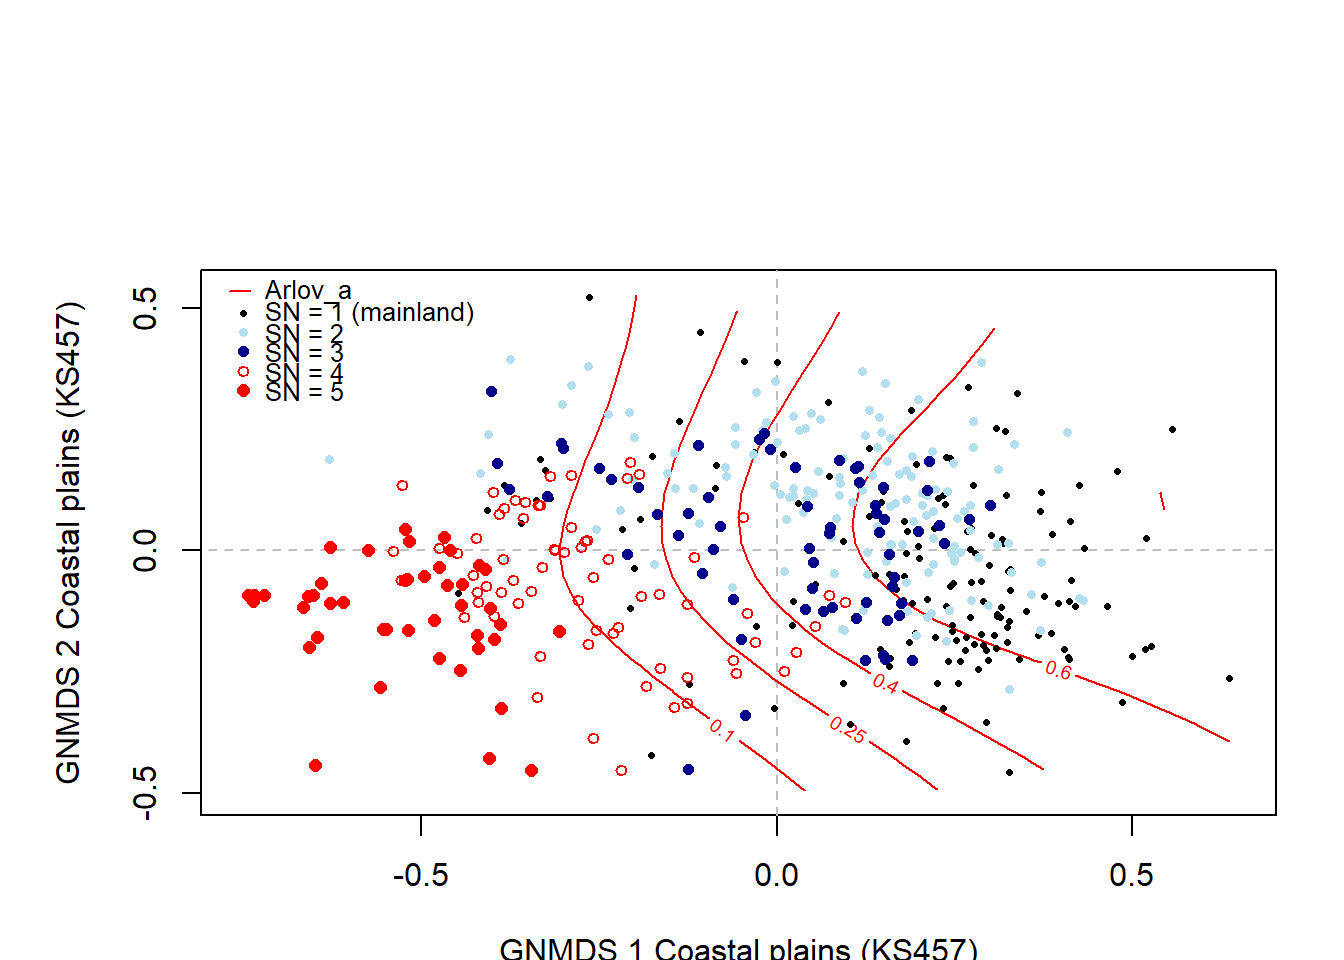 Arlov_a
SN = 1 (mainland)
SN = 2
SN = 3
SN = 4
SN = 5
GNMDS 2 Coastal plains (KS457)
0.5
0.0
-0.5
0.1
0.25
0.4
0.6
-0.5
0.0
0.5
GNMDS 1 Coastal plains (KS457)